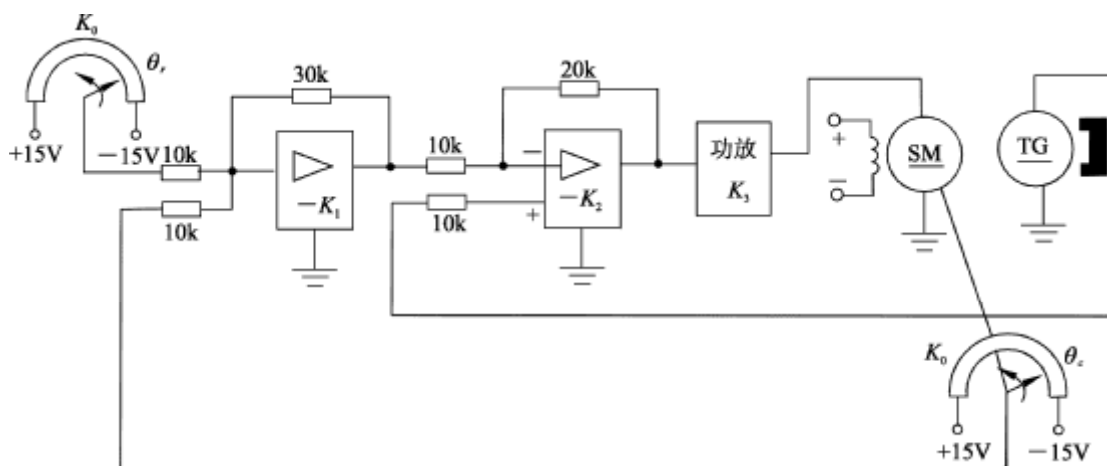 K₀
θᵣ
+15V
−15V
10k
10k
30k
−K₁
10k
10k
20k
−
+
−K₂
功放
K₃
+
−
SM
TG
K₀
θc
+15V
−15V